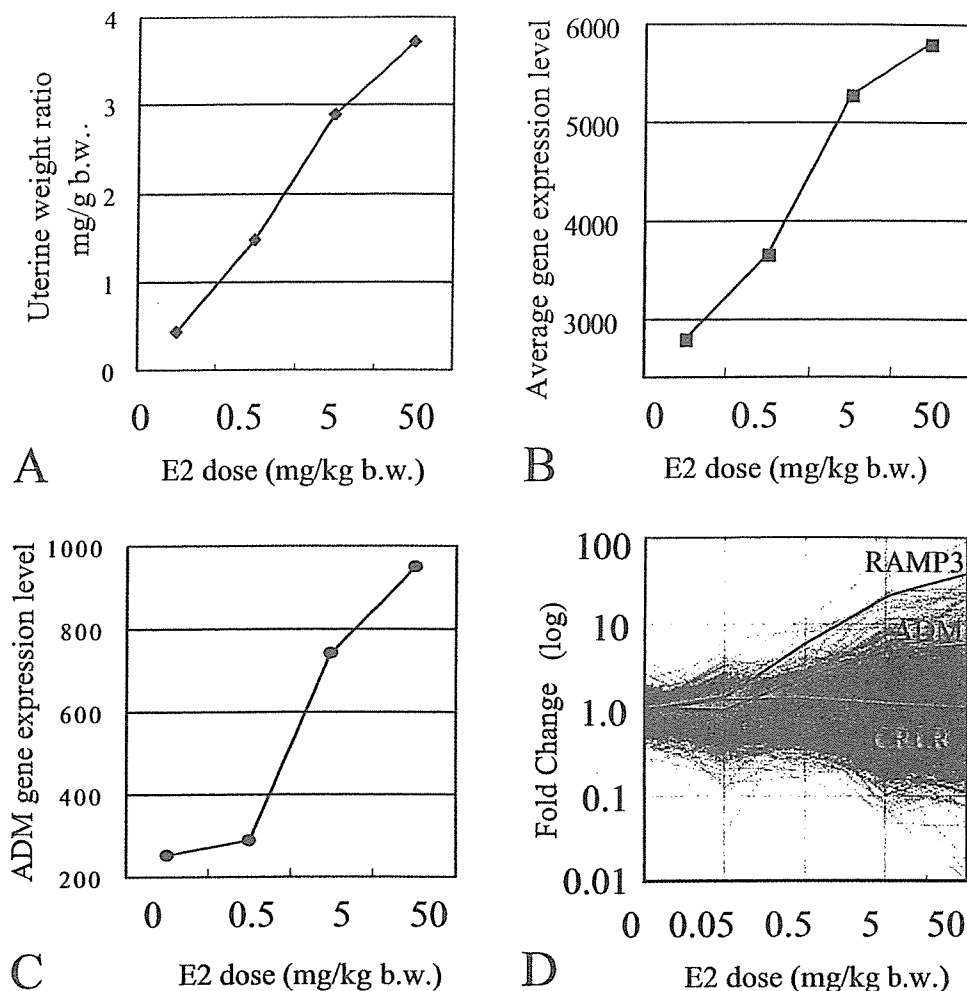 4
3
2
1
0
Uterine weight ratio
mg/g b.w..
0 0.5 5 50
A E2 dose (mg/kg b.w.)
6000
5000
4000
3000
Average gene expression level
0 0.5 5 50
B E2 dose (mg/kg b.w.)
1000
800
600
400
200
ADM gene expression level
0 0.5 5 50
C E2 dose (mg/kg b.w.)
100
10
1.0
0.1
0.01
Fold Change (log)
RAMP3
ADM
0 0.05 0.5 5 50
D E2 dose (mg/kg b.w.)